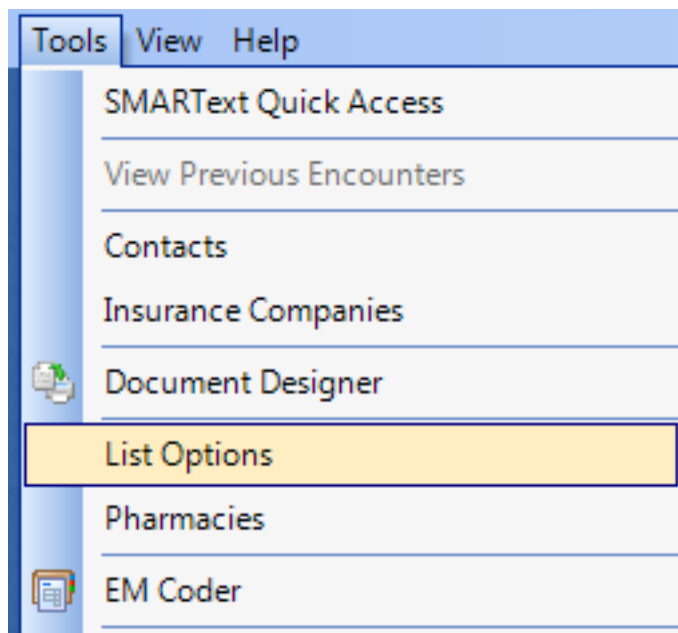 Tools View Help
SMARText Quick Access
View Previous Encounters
Contacts
Insurance Companies
Document Designer
List Options
Pharmacies
EM Coder